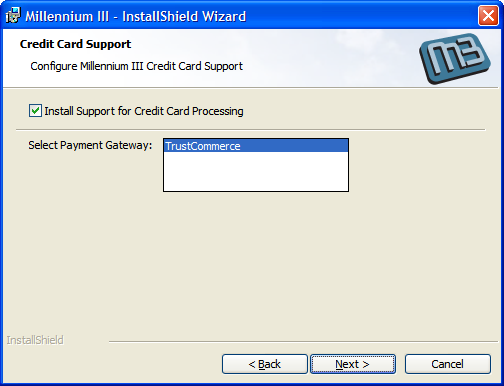 Millennium III - InstallShield Wizard
Credit Card Support
Configure Millennium III Credit Card Support
M3
Install Support for Credit Card Processing
Select Payment Gateway:
TrustCommerce
InstallShield
< Back
Next >
Cancel